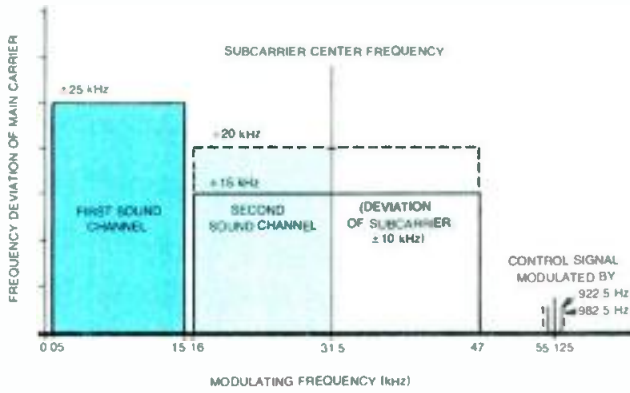 FREQUENCY DEVIATION OF MAIN CARRIER
SUBCARRIER CENTER FREQUENCY
±25 kHz
±20 kHz
±15 kHz
FIRST SOUND
CHANNEL
SECOND
SOUND CHANNEL
(DEVIATION
OF SUBCARRIER
±10 kHz)
CONTROL SIGNAL
MODULATED BY
922 5 Hz
982 5 Hz
0 05
15
16
31 5
47
55 125
MODULATING FREQUENCY (kHz)